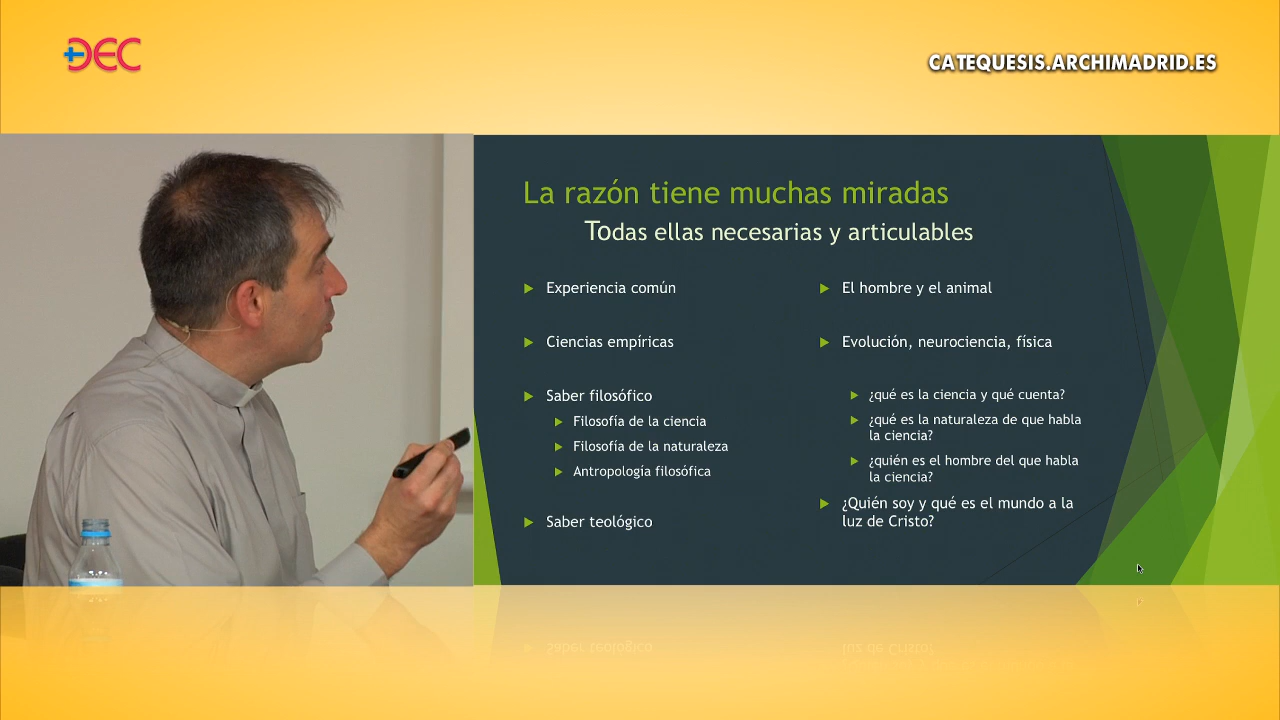 DEC
CATEQUESIS.ARCHIMADRID.ES
La razón tiene muchas miradas
Todas ellas necesarias y articulables
Experiencia común
Ciencias empíricas
Saber filosófico
Filosofía de la ciencia
Filosofía de la naturaleza
Antropología filosófica
Saber teológico
El hombre y el animal
Evolución, neurociencia, física
¿qué es la ciencia y qué cuenta?
¿qué es la naturaleza de que habla
la ciencia?
¿quién es el hombre del que habla
la ciencia?
¿Quién soy y qué es el mundo a la
luz de Cristo?